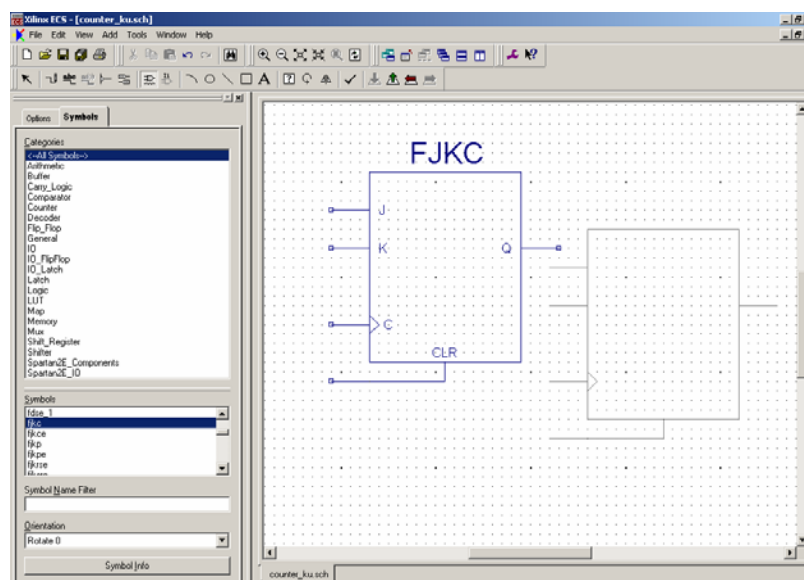 Xilinx ECS - [counter_ku.sch]
File Edit View Add Tools Window Help
Options Symbols
Categories
<--All Symbols-->
Arithmetic
Buffer
Carry_Logic
Comparator
Counter
Decoder
Flip_Flop
General
IO
IO_FlipFlop
IO_Latch
Latch
Logic
LUT
Map
Memory
Mux
Shift_Register
Shifter
Spartan2E_Components
Spartan2E_IO
Symbols
fdse_1
fjkc
fjkce
fjkp
fjkpe
fjkrse
Symbol Name Filter
Orientation
Rotate 0
Symbol Info
FJKC
J
K
Q
C
CLR
counter_ku.sch